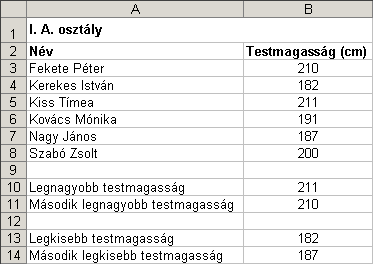 A B
1 I. A. osztály
2 Név Testmagasság (cm)
3 Fekete Péter 210
4 Kerekes István 182
5 Kiss Tímea 211
6 Kovács Mónika 191
7 Nagy János 187
8 Szabó Zsolt 200
9
10 Legnagyobb testmagasság 211
11 Második legnagyobb testmagasság 210
12
13 Legkisebb testmagasság 182
14 Második legkisebb testmagasság 187